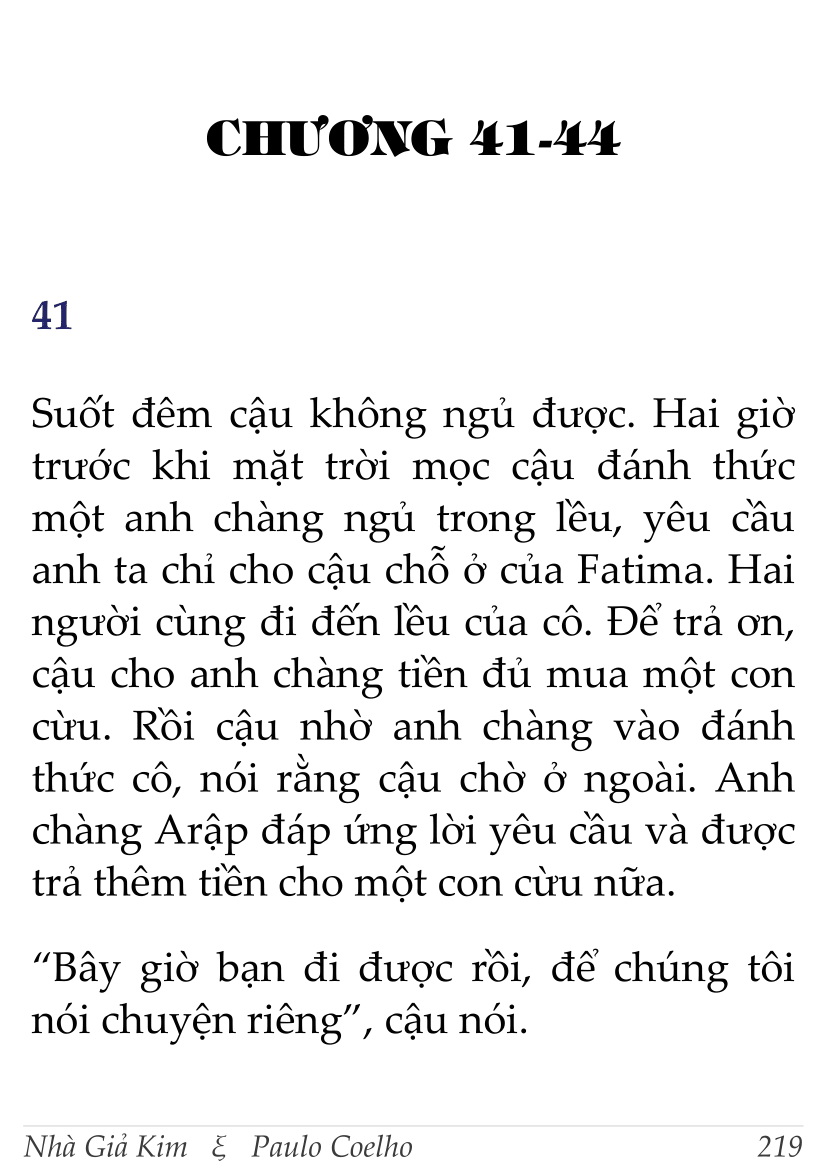 CHƯƠNG 41-44
41
Suốt đêm cậu không ngủ được. Hai giờ
trước khi mặt trời mọc cậu đánh thức
một anh chàng ngủ trong lều, yêu cầu
anh ta chỉ cho cậu chỗ ở của Fatima. Hai
người cùng đi đến lều của cô. Để trả ơn,
cậu cho anh chàng tiền đủ mua một con
cừu. Rồi cậu nhờ anh chàng vào đánh
thức cô, nói rằng cậu chờ ở ngoài. Anh
chàng Arập đáp ứng lời yêu cầu và được
trả thêm tiền cho một con cừu nữa.
“Bây giờ bạn đi được rồi, để chúng tôi
nói chuyện riêng”, cậu nói.
Nhà Giả Kim ξ Paulo Coelho 219